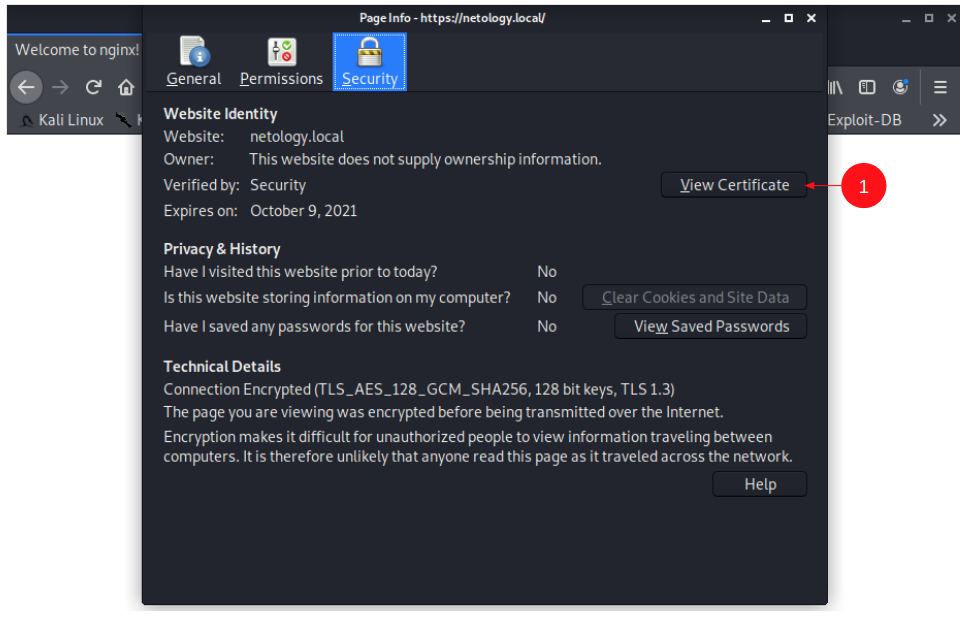 Page Info - https://netology.local/
Welcome to nginx!
General Permissions Security
Kali Linux
Exploit-DB
Website Identity
Website: netology.local
Owner: This website does not supply ownership information.
Verified by: Security
View Certificate
1
Expires on: October 9, 2021
Privacy & History
Have I visited this website prior to today? No
Is this website storing information on my computer? No Clear Cookies and Site Data
Have I saved any passwords for this website? No View Saved Passwords
Technical Details
Connection Encrypted (TLS_AES_128_GCM_SHA256, 128 bit keys, TLS 1.3)
The page you are viewing was encrypted before being transmitted over the Internet.
Encryption makes it difficult for unauthorized people to view information traveling between
computers. It is therefore unlikely that anyone read this page as it traveled across the network.
Help